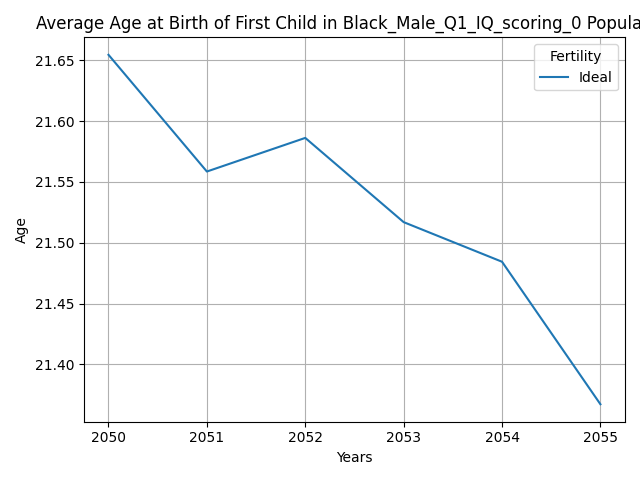 Average Age at Birth of First Child in Black_Male_Q1_IQ_scoring_0 Popula
Fertility
Ideal
21.65
21.60
21.55
21.50
21.45
21.40
Age
2050 2051 2052 2053 2054 2055
Years